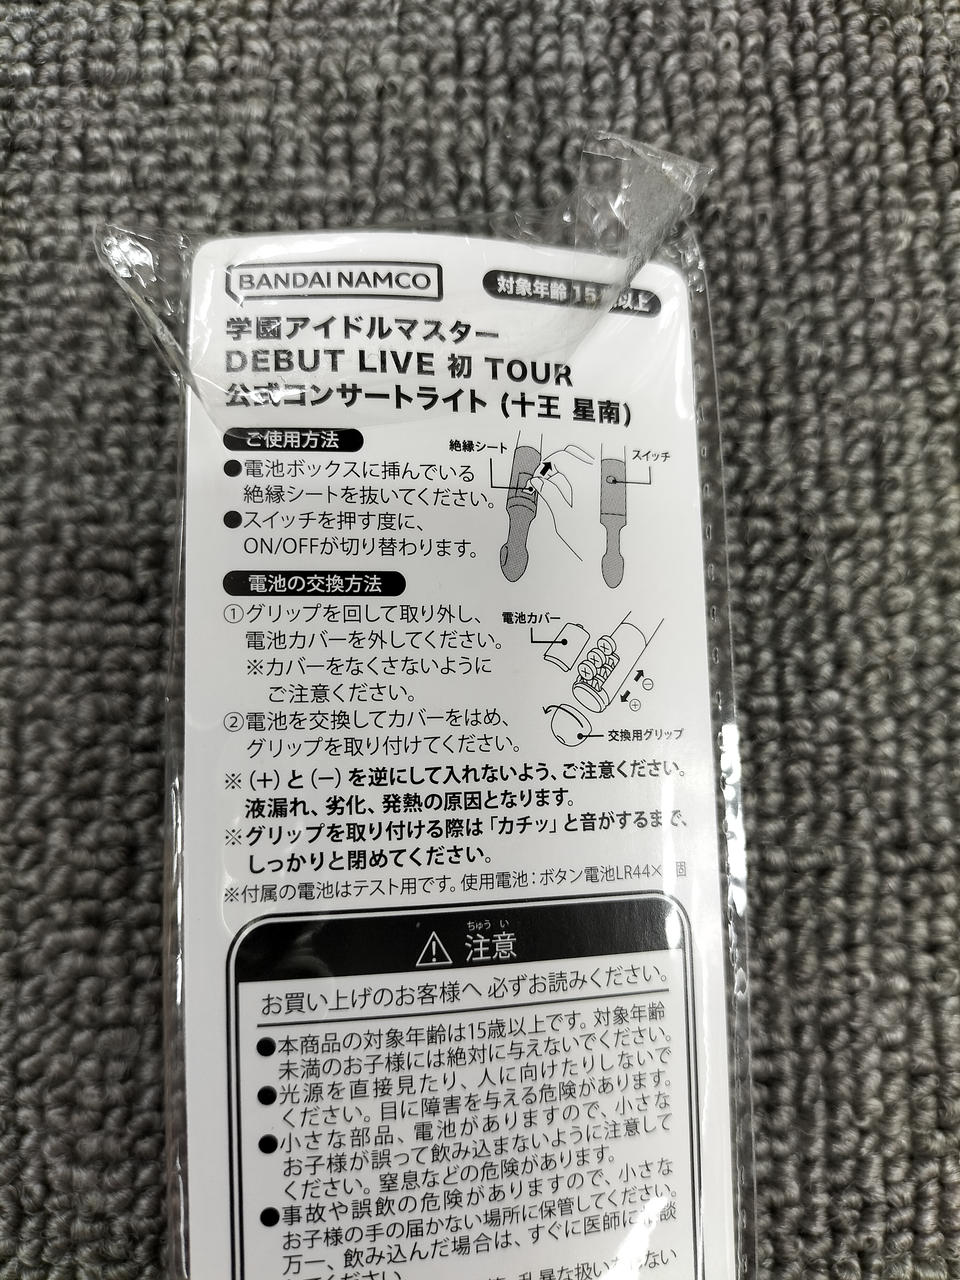 BANDAI NAMCO
対象年齢 15歳以上
学園アイドルマスター
DEBUT LIVE 初 TOUR
公式コンサートライト (十王 星南)
ご使用方法
●電池ボックスに挿んでいる
絶縁シートを抜いてください。
●スイッチを押す度に、
ON/OFFが切り替わります。
絶縁シート
スイッチ
電池の交換方法
①グリップを回して取り外し、
電池カバーを外してください。
※カバーをなくさないように
ご注意ください。
②電池を交換してカバーをはめ、
グリップを取り付けてください。
電池カバー
交換用グリップ
※(+)と(−)を逆にして入れないよう、ご注意ください。
液漏れ、劣化、発熱の原因となります。
※グリップを取り付ける際は「カチッ」と音がするまで、
しっかりと閉めてください。
※付属の電池はテスト用です。使用電池:ボタン電池LR44× 個
ちゅう い
注意
お買い上げのお客様へ 必ずお読みください。
●本商品の対象年齢は15歳以上です。対象年齢
未満のお子様には絶対に与えないでください。
●光源を直接見たり、人に向けたりしないで
ください。目に障害を与える危険があります。
●小さな部品、電池がありますので、小さな
お子様が誤って飲み込まないように注意して
ください。窒息などの危険があります。
●事故や誤飲の危険がありますので、小さな
お子様の手の届かない場所に保管してください。
万一、飲み込んだ場合は、すぐに医師に相談
してください。
乱暴な扱い